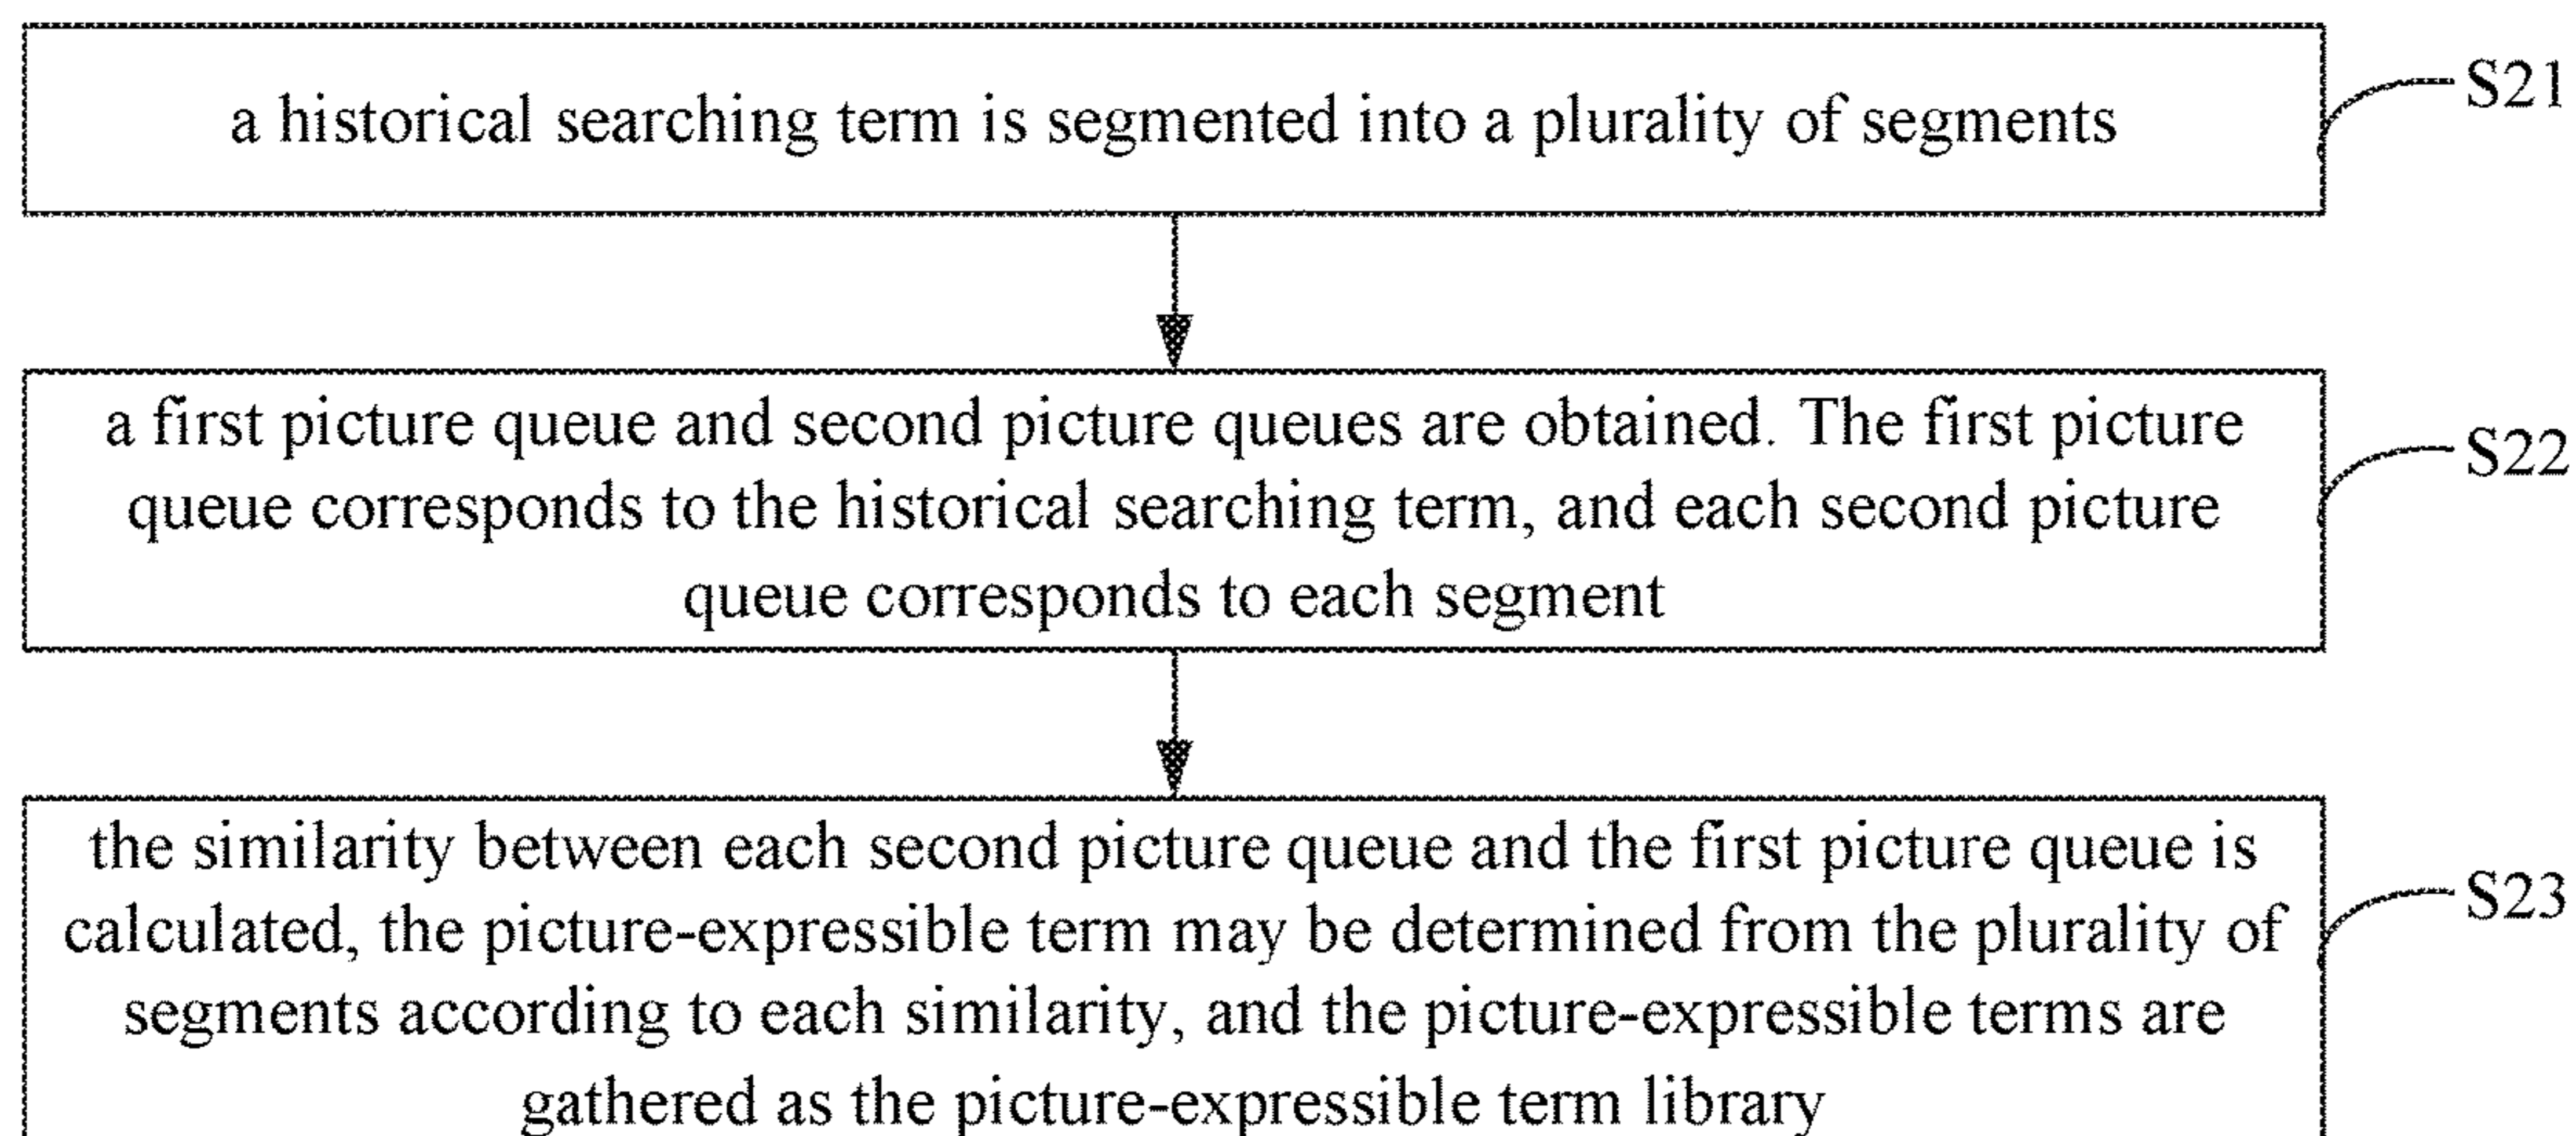 a historical searching term is segmented into a plurality of segments
S21
a first picture queue and second picture queues are obtained. The first picture
queue corresponds to the historical searching term, and each second picture
queue corresponds to each segment
S22
the similarity between each second picture queue and the first picture queue is
calculated, the picture-expressible term may be determined from the plurality of
segments according to each similarity, and the picture-expressible terms are
gathered as the picture-expressible term library
S23